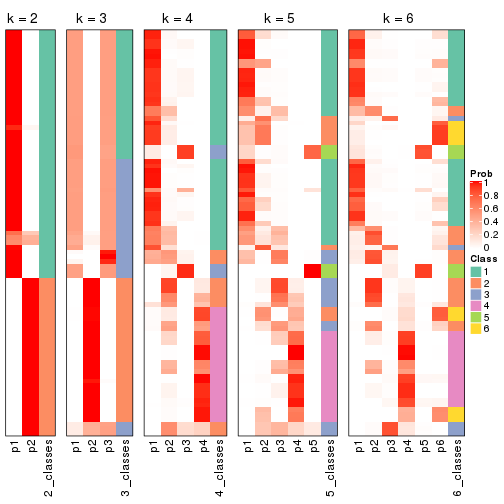 k = 2
k = 3
k = 4
k = 5
k = 6
p1
p2
2_classes
p1
p2
p3
3_classes
p1
p2
p3
p4
4_classes
p1
p2
p3
p4
p5
5_classes
p1
p2
p3
p4
p5
p6
6_classes
Prob
1
0.8
0.6
0.4
0.2
0
Class
1
2
3
4
5
6